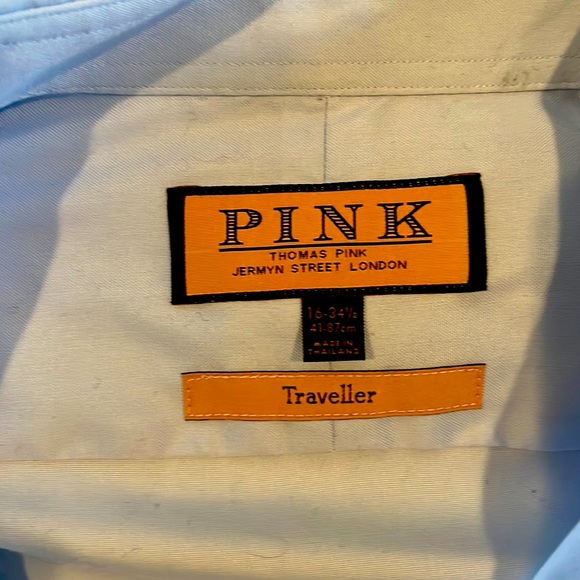 PINK
THOMAS PINK
JERMYN STREET LONDON
16-34½
41-87cm
MADE IN
THAILAND
Traveller